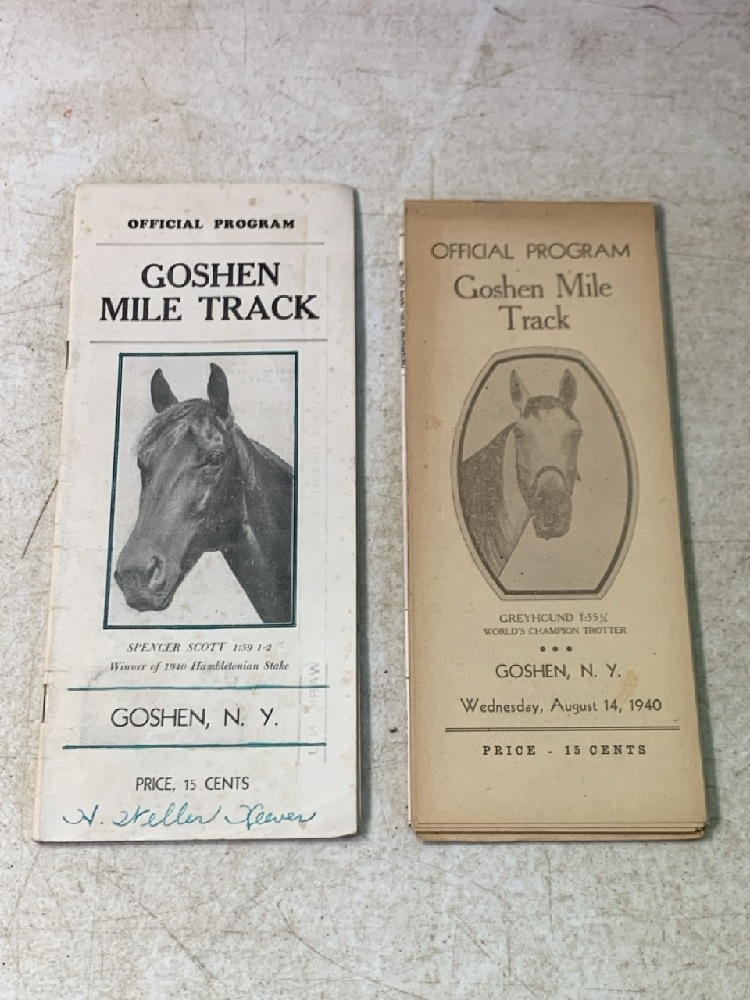 OFFICIAL PROGRAM
GOSHEN
MILE TRACK
SPENCER SCOTT 1:59 1-2
Winner of 1940 Hambletonian Stake
GOSHEN, N. Y.
PRICE, 15 CENTS
H. Weller Keever
OFFICIAL PROGRAM
Goshen Mile
Track
GREYHOUND 1:55¼
WORLD'S CHAMPION TROTTER
GOSHEN, N. Y.
Wednesday, August 14, 1940
PRICE - 15 CENTS